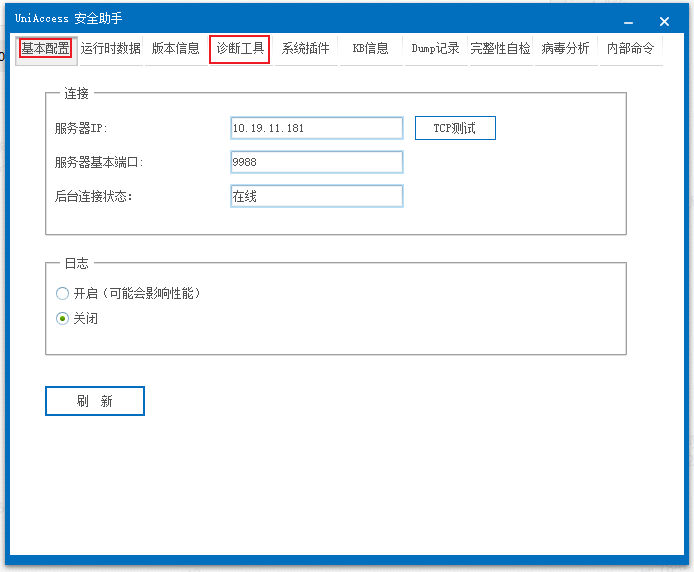 UniAccess 安全助手
基本配置 运行时数据 版本信息 诊断工具 系统插件 KB信息 Dump记录 完整性自检 病毒分析 内部命令
连接
服务器IP: 10.19.11.181 TCP测试
服务器基本端口: 9988
后台连接状态: 在线
日志
开启(可能会影响性能)
关闭
刷 新